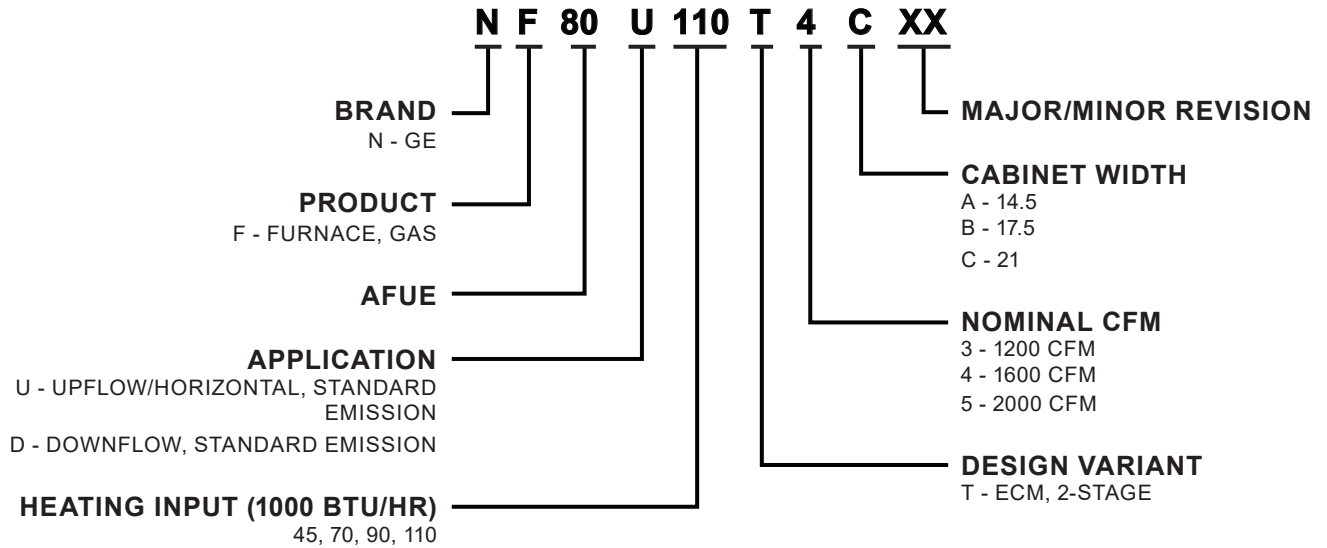 N F 80 U 110 T 4 C XX
BRAND
N - GE
PRODUCT
F - FURNACE, GAS
AFUE
APPLICATION
U - UPFLOW/HORIZONTAL, STANDARD
EMISSION
D - DOWNFLOW, STANDARD EMISSION
HEATING INPUT (1000 BTU/HR)
45, 70, 90, 110
MAJOR/MINOR REVISION
CABINET WIDTH
A - 14.5
B - 17.5
C - 21
NOMINAL CFM
3 - 1200 CFM
4 - 1600 CFM
5 - 2000 CFM
DESIGN VARIANT
T - ECM, 2-STAGE